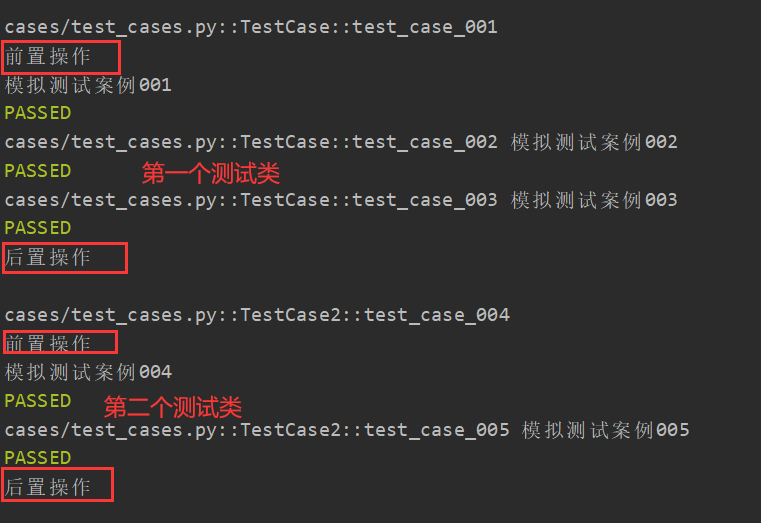 cases/test_cases.py::TestCase::test_case_001
前置操作
模拟测试案例001
PASSED
cases/test_cases.py::TestCase::test_case_002 模拟测试案例002
PASSED
第一个测试类
cases/test_cases.py::TestCase::test_case_003 模拟测试案例003
PASSED
后置操作
cases/test_cases.py::TestCase2::test_case_004
前置操作
模拟测试案例004
PASSED
第二个测试类
cases/test_cases.py::TestCase2::test_case_005 模拟测试案例005
PASSED
后置操作